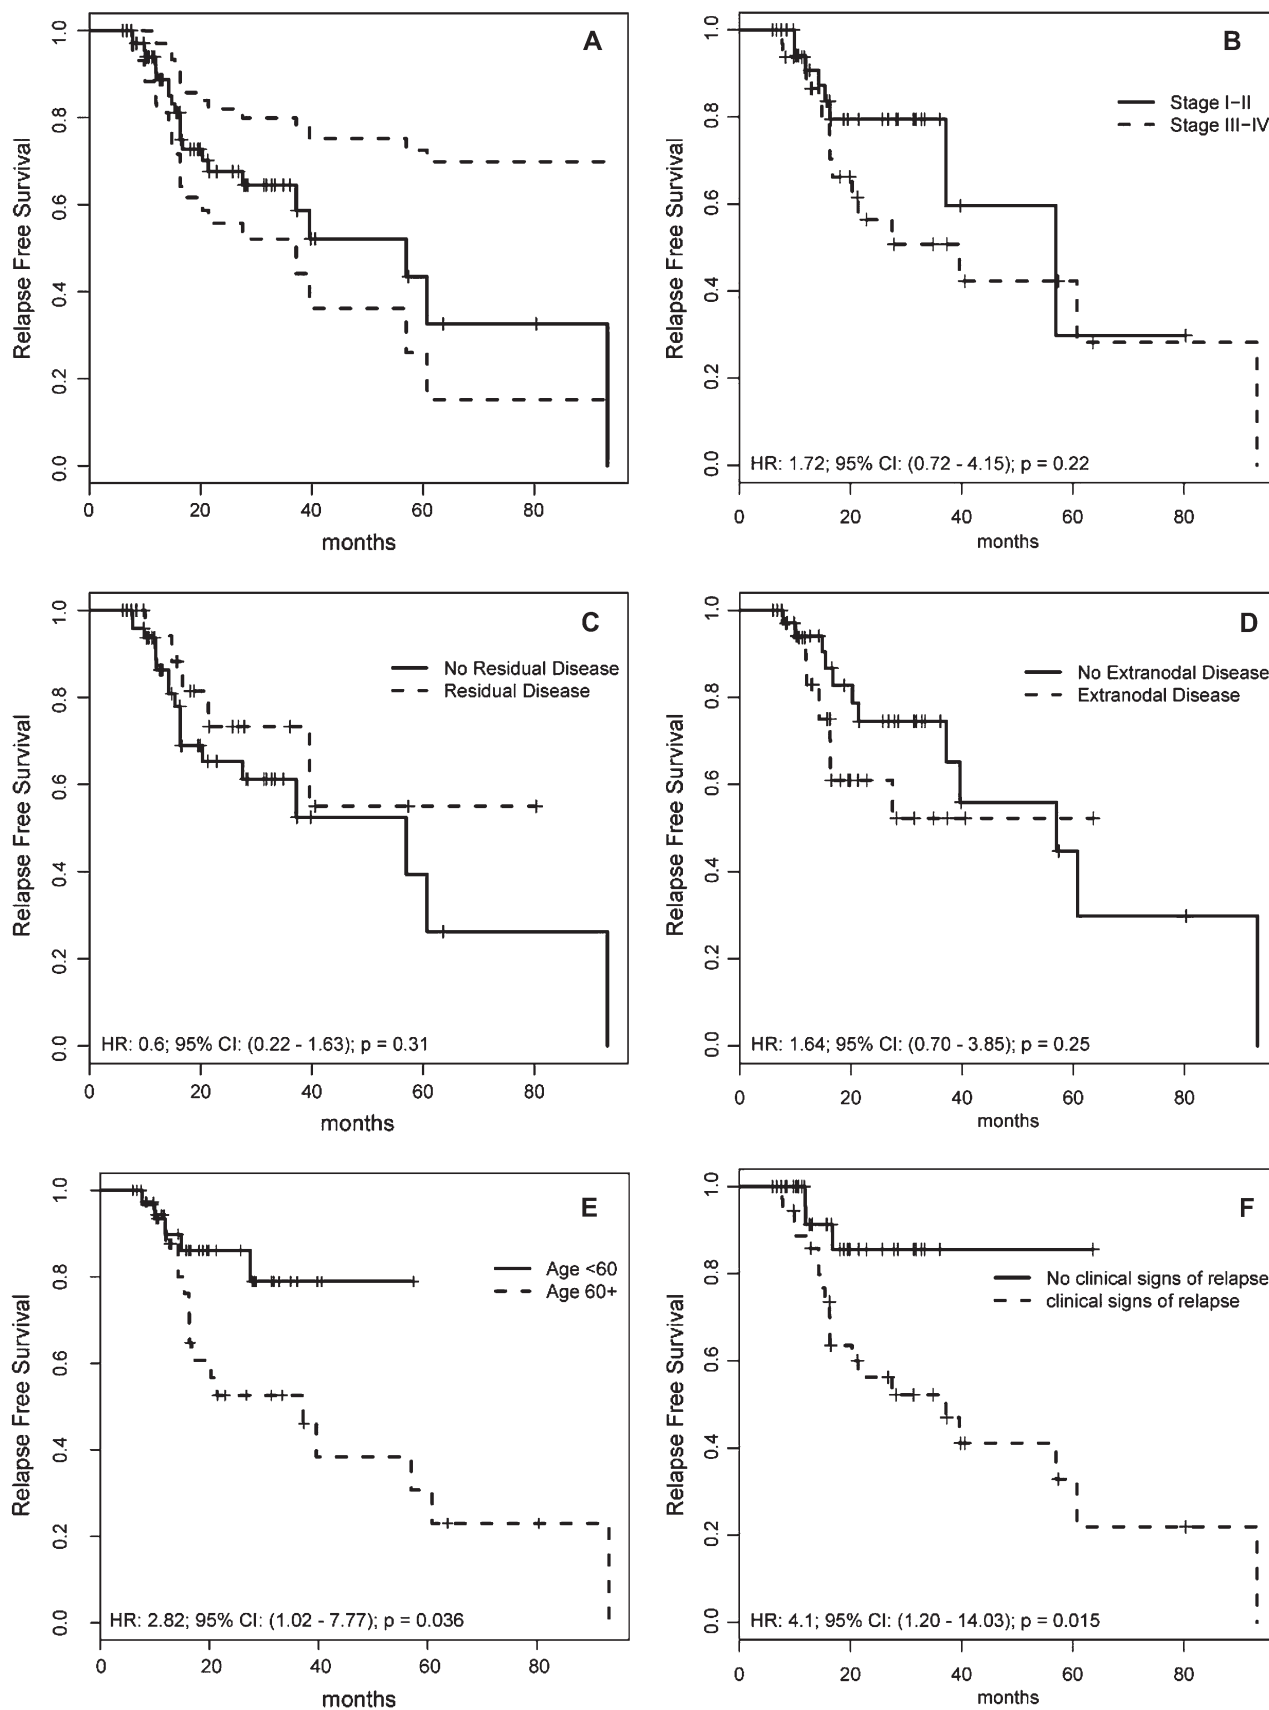 A
Relapse Free Survival
1.0
0.8
0.6
0.4
0.2
0.0
0 20 40 60 80
months
B
Stage I−II
Stage III−IV
Relapse Free Survival
1.0
0.8
0.6
0.4
0.2
0.0
HR: 1.72; 95% CI: (0.72 - 4.15); p = 0.22
0 20 40 60 80
months
C
No Residual Disease
Residual Disease
Relapse Free Survival
1.0
0.8
0.6
0.4
0.2
0.0
HR: 0.6; 95% CI: (0.22 - 1.63); p = 0.31
0 20 40 60 80
months
D
No Extranodal Disease
Extranodal Disease
Relapse Free Survival
1.0
0.8
0.6
0.4
0.2
0.0
HR: 1.64; 95% CI: (0.70 - 3.85); p = 0.25
0 20 40 60 80
months
E
Age <60
Age 60+
Relapse Free Survival
1.0
0.8
0.6
0.4
0.2
0.0
HR: 2.82; 95% CI: (1.02 - 7.77); p = 0.036
0 20 40 60 80
months
F
No clinical signs of relapse
clinical signs of relapse
Relapse Free Survival
1.0
0.8
0.6
0.4
0.2
0.0
HR: 4.1; 95% CI: (1.20 - 14.03); p = 0.015
0 20 40 60 80
months